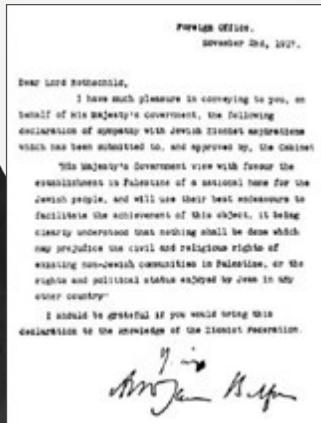 Foreign Office,
November 2nd, 1917.
Dear Lord Rothschild,
I have much pleasure in conveying to you, on
behalf of His Majesty's Government, the following
declaration of sympathy with Jewish Zionist aspirations
which has been submitted to, and approved by, the Cabinet
"His Majesty's Government view with favour the
establishment in Palestine of a national home for the
Jewish people, and will use their best endeavours to
facilitate the achievement of this object, it being
clearly understood that nothing shall be done which
may prejudice the civil and religious rights of
existing non-Jewish communities in Palestine, or the
rights and political status enjoyed by Jews in any
other country"
I should be grateful if you would bring this
declaration to the knowledge of the Zionist Federation.